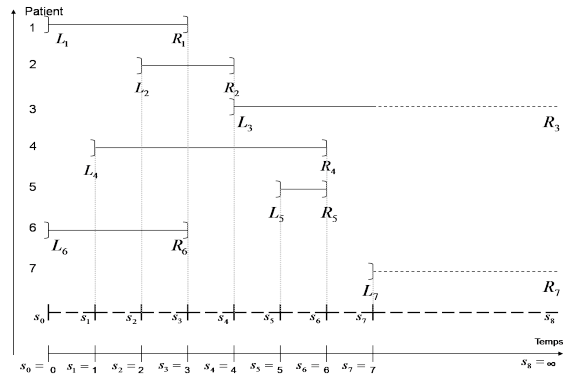 Patient
1
L₁ R₁
2
L₂ R₂
3
L₃ R₃
4
L₄ R₄
5
L₅ R₅
6
L₆ R₆
7
L₇ R₇
s₀ s₁ s₂ s₃ s₄ s₅ s₆ s₇ s₈
Temps
s₀ = 0 s₁ = 1 s₂ = 2 s₃ = 3 s₄ = 4 s₅ = 5 s₆ = 6 s₇ = 7 s₈ = ∞